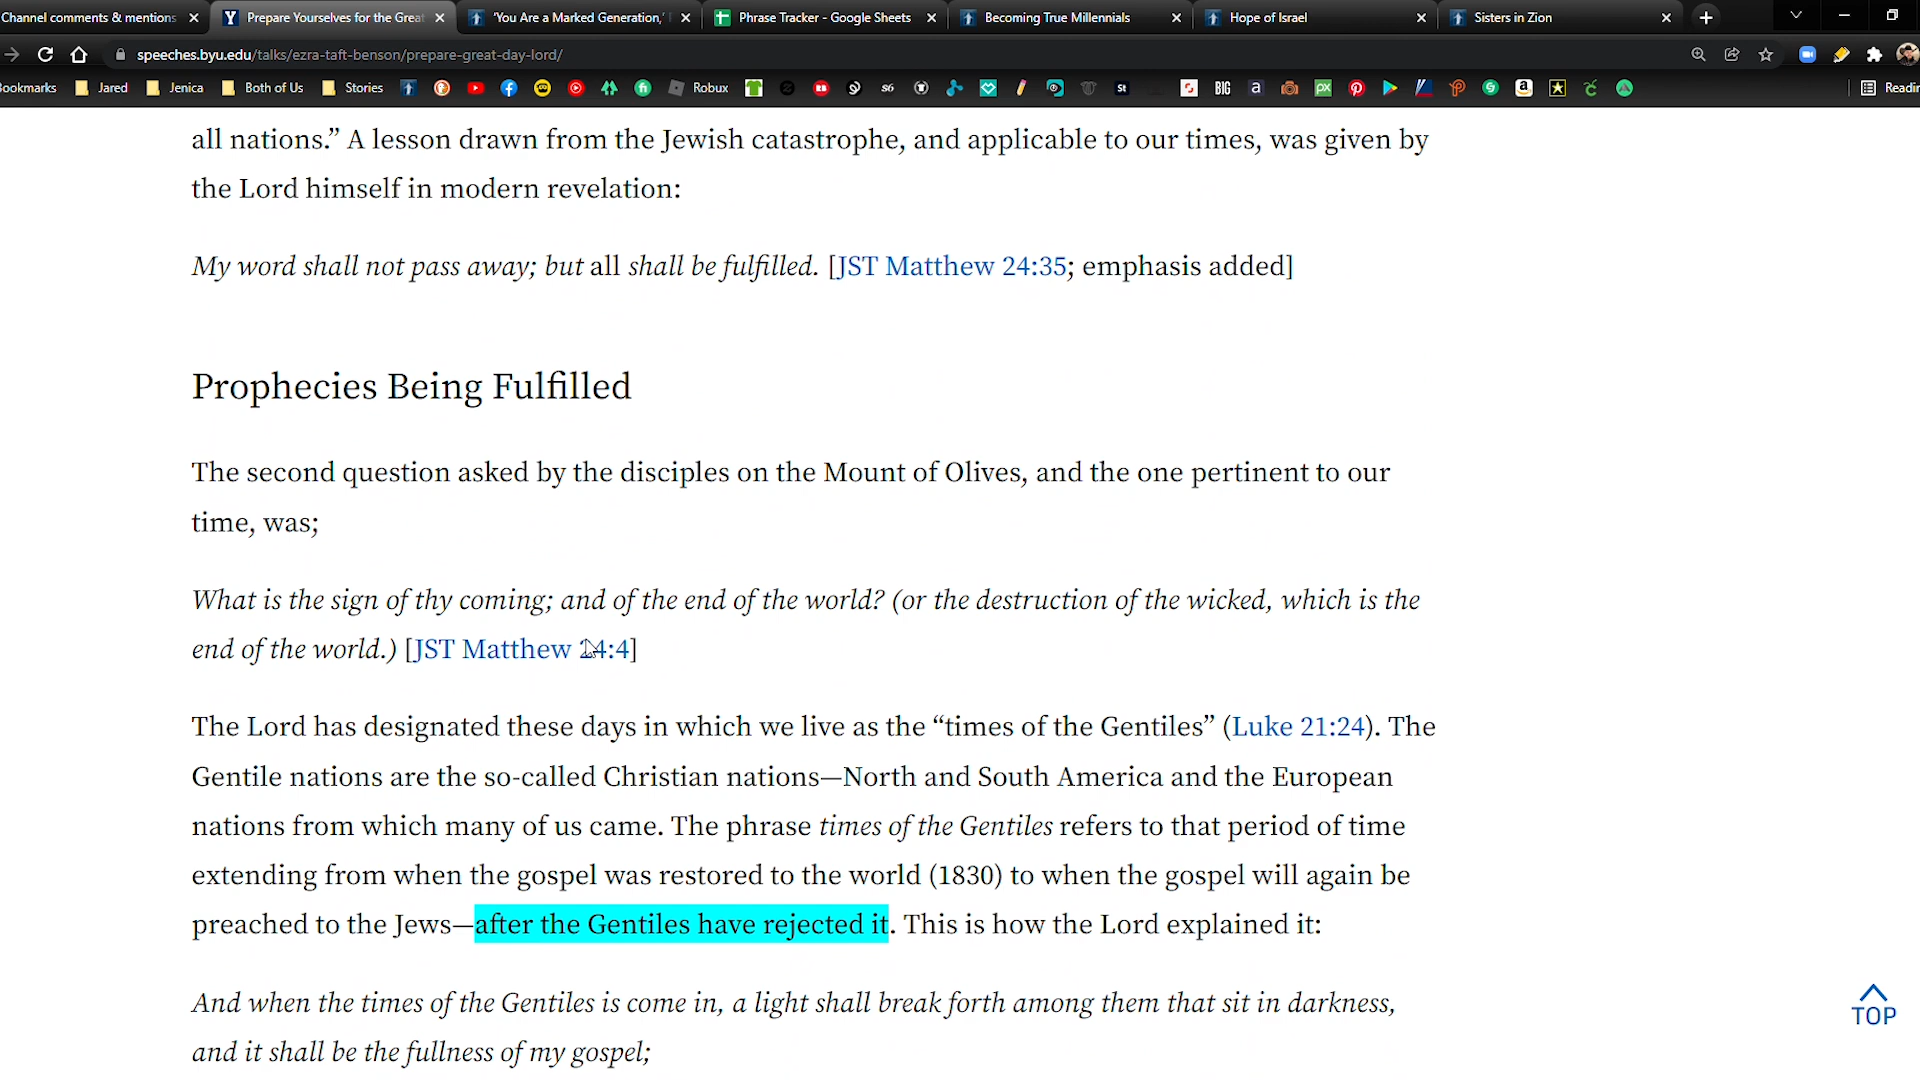 Channel comments & mentions
Prepare Yourselves for the Grea
'You Are a Marked Generation,'
Phrase Tracker - Google Sheets
Becoming True Millennials
Hope of Israel
Sisters in Zion
speeches.byu.edu/talks/ezra-taft-benson/prepare-great-day-lord/
ookmarks Jared Jenica Both of Us Stories Robux BIG Readin
all nations.” A lesson drawn from the Jewish catastrophe, and applicable to our times, was given by
the Lord himself in modern revelation:
My word shall not pass away; but all shall be fulfilled. [JST Matthew 24:35; emphasis added]
Prophecies Being Fulfilled
The second question asked by the disciples on the Mount of Olives, and the one pertinent to our
time, was;
What is the sign of thy coming; and of the end of the world? (or the destruction of the wicked, which is the
end of the world.) [JST Matthew 24:4]
The Lord has designated these days in which we live as the “times of the Gentiles” (Luke 21:24). The
Gentile nations are the so-called Christian nations—North and South America and the European
nations from which many of us came. The phrase times of the Gentiles refers to that period of time
extending from when the gospel was restored to the world (1830) to when the gospel will again be
preached to the Jews—after the Gentiles have rejected it. This is how the Lord explained it:
And when the times of the Gentiles is come in, a light shall break forth among them that sit in darkness,
and it shall be the fullness of my gospel;
TOP